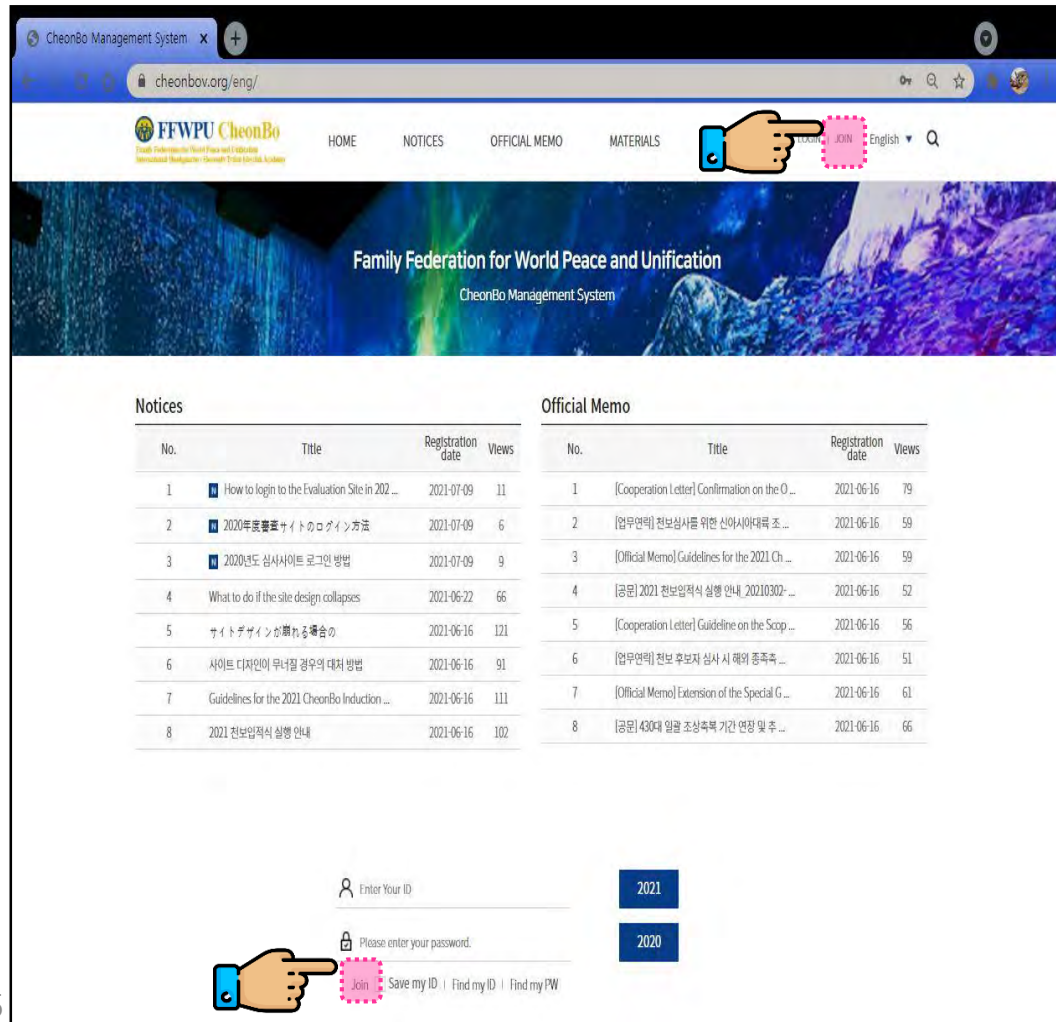 CheonBo Management System
cheonbov.org/eng/
FFWPU CheonBo
HOME NOTICES OFFICIAL MEMO MATERIALS LOGIN JOIN English
Family Federation for World Peace and Unification
CheonBo Management System
Notices
No. Title Registration date Views
1 N How to login to the Evaluation Site in 202 ... 2021-07-09 11
2 N 2020年度審査サイトのログイン方法 2021-07-09 6
3 N 2020년도 심사사이트 로그인 방법 2021-07-09 9
4 What to do if the site design collapses 2021-06-22 66
5 サイトデザインが崩れる場合の 2021-06-16 121
6 사이트 디자인이 무너질 경우의 대처 방법 2021-06-16 91
7 Guidelines for the 2021 CheonBo Induction ... 2021-06-16 111
8 2021 천보입적식 실행 안내 2021-06-16 102
Official Memo
No. Title Registration date Views
1 [Cooperation Letter] Confirmation on the O ... 2021-06-16 79
2 [업무연락] 천보심사를 위한 신아시아대륙 조 ... 2021-06-16 59
3 [Official Memo] Guidelines for the 2021 Ch ... 2021-06-16 59
4 [공문] 2021 천보입적식 실행 안내_20210302- ... 2021-06-16 52
5 [Cooperation Letter] Guideline on the Scop ... 2021-06-16 56
6 [업무연락] 천보 후보자 심사 시 해외 종족축 ... 2021-06-16 51
7 [Official Memo] Extension of the Special G ... 2021-06-16 61
8 [공문] 430대 일괄 조상축복 기간 연장 및 추 ... 2021-06-16 66
Enter Your ID
2021
Please enter your password.
2020
Join Save my ID | Find my ID | Find my PW